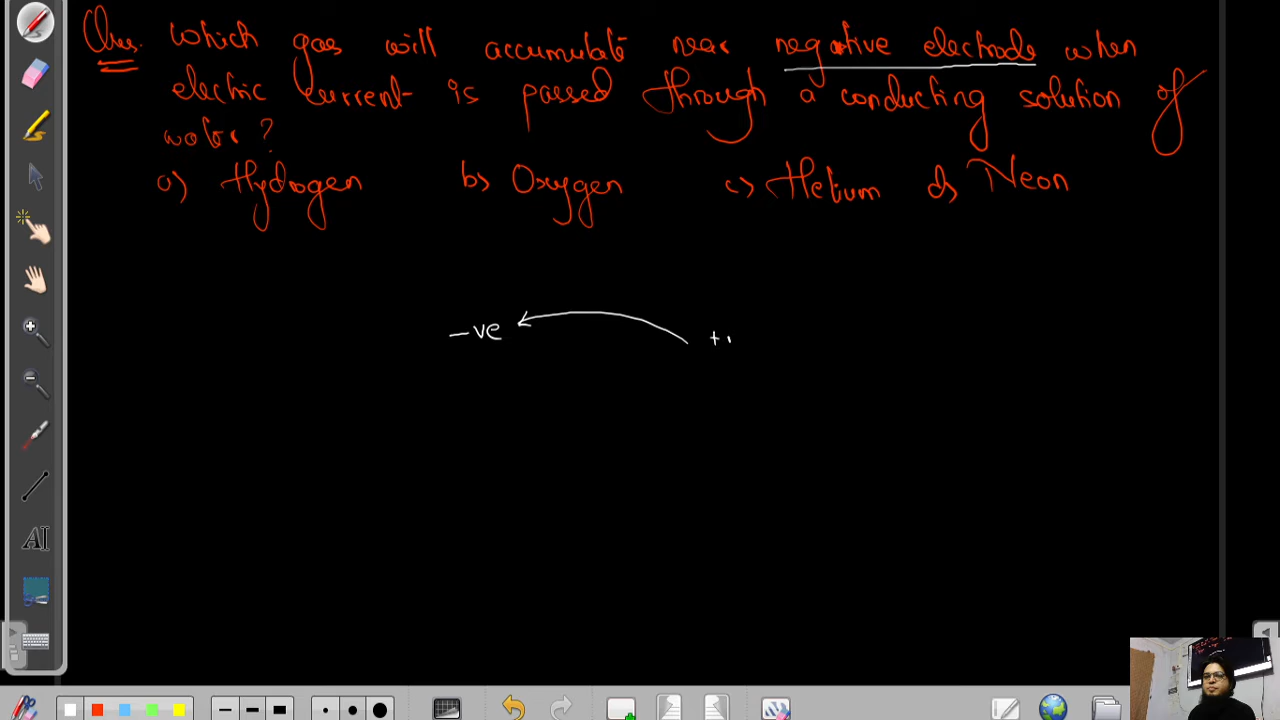 Ques. Which gas will accumulate near negative electrode when
electric current is passed through a conducting solution of
water?
a) Hydrogen b) Oxygen c) Helium d) Neon
-ve +v
AI